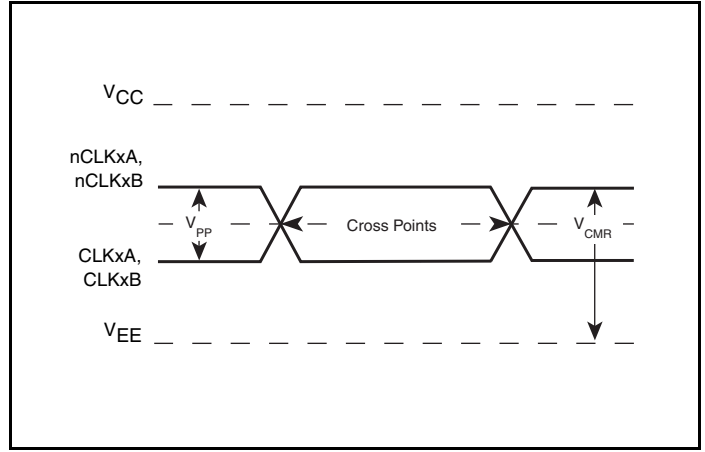 VCC
nCLKxA,
nCLKxB
VPP
Cross Points
VCMR
CLKxA,
CLKxB
VEE